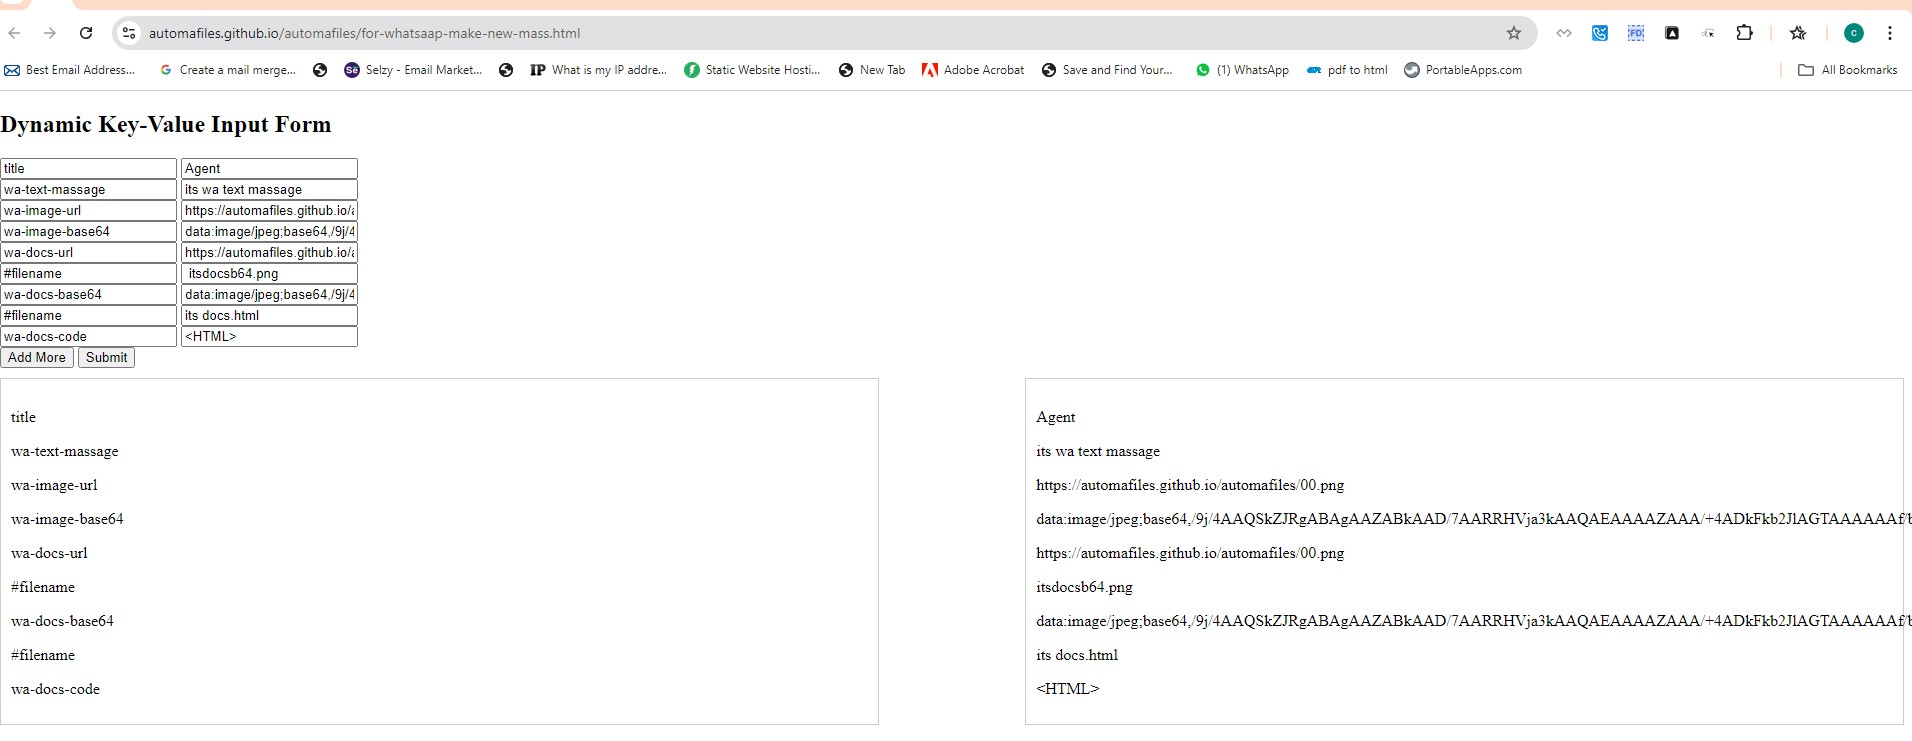 automafiles.github.io/automafiles/for-whatsaap-make-new-mass.html
Best Email Address... Create a mail merge... Selzy - Email Market... IP What is my IP addre... Static Website Hosti... New Tab Adobe Acrobat Save and Find Your... (1) WhatsApp pdf to html PortableApps.com All Bookmarks
Dynamic Key-Value Input Form
title Agent
wa-text-massage its wa text massage
wa-image-url https://automafiles.github.io/a
wa-image-base64 data:image/jpeg;base64,/9j/4
wa-docs-url https://automafiles.github.io/a
#filename itsdocsb64.png
wa-docs-base64 data:image/jpeg;base64,/9j/4
#filename its docs.html
wa-docs-code <HTML>
Add More Submit
title Agent
wa-text-massage its wa text massage
wa-image-url https://automafiles.github.io/automafiles/00.png
wa-image-base64 data:image/jpeg;base64,/9j/4AAQSkZJRgABAgAAZABkAAD/7AARRHVja3kAAQAEAAAAZAAA/+4ADkFkb2JlAGTAAAAAAf/b
wa-docs-url https://automafiles.github.io/automafiles/00.png
#filename itsdocsb64.png
wa-docs-base64 data:image/jpeg;base64,/9j/4AAQSkZJRgABAgAAZABkAAD/7AARRHVja3kAAQAEAAAAZAAA/+4ADkFkb2JlAGTAAAAAAf/b
#filename its docs.html
wa-docs-code <HTML>